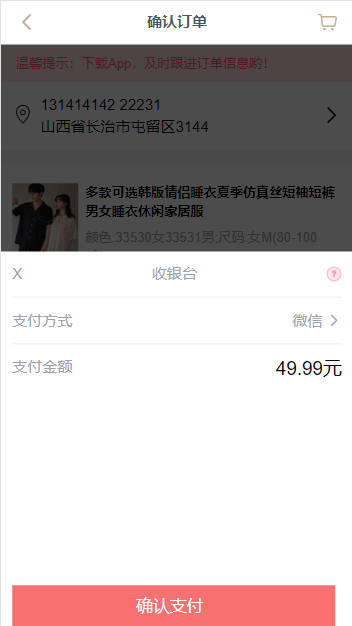 确认订单
温馨提示：下载App，及时跟进订单信息哟！
131414142 22231
山西省长治市屯留区3144
多款可选韩版情侣睡衣夏季仿真丝短袖短裤
男女睡衣休闲家居服
颜色:33530女33531男;尺码:女M(80-100
X 收银台 ?
支付方式 微信
支付金额 49.99元
确认支付